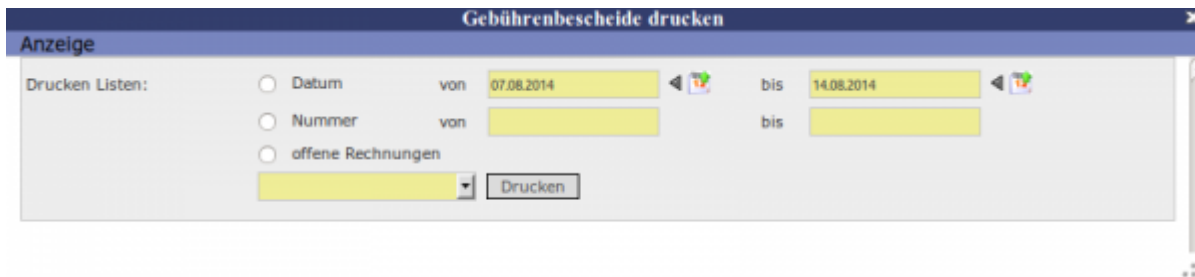 Gebührenbescheide drucken
Anzeige
Drucken Listen: Datum von 07.08.2014 bis 14.08.2014
Nummer von bis
offene Rechnungen
Drucken